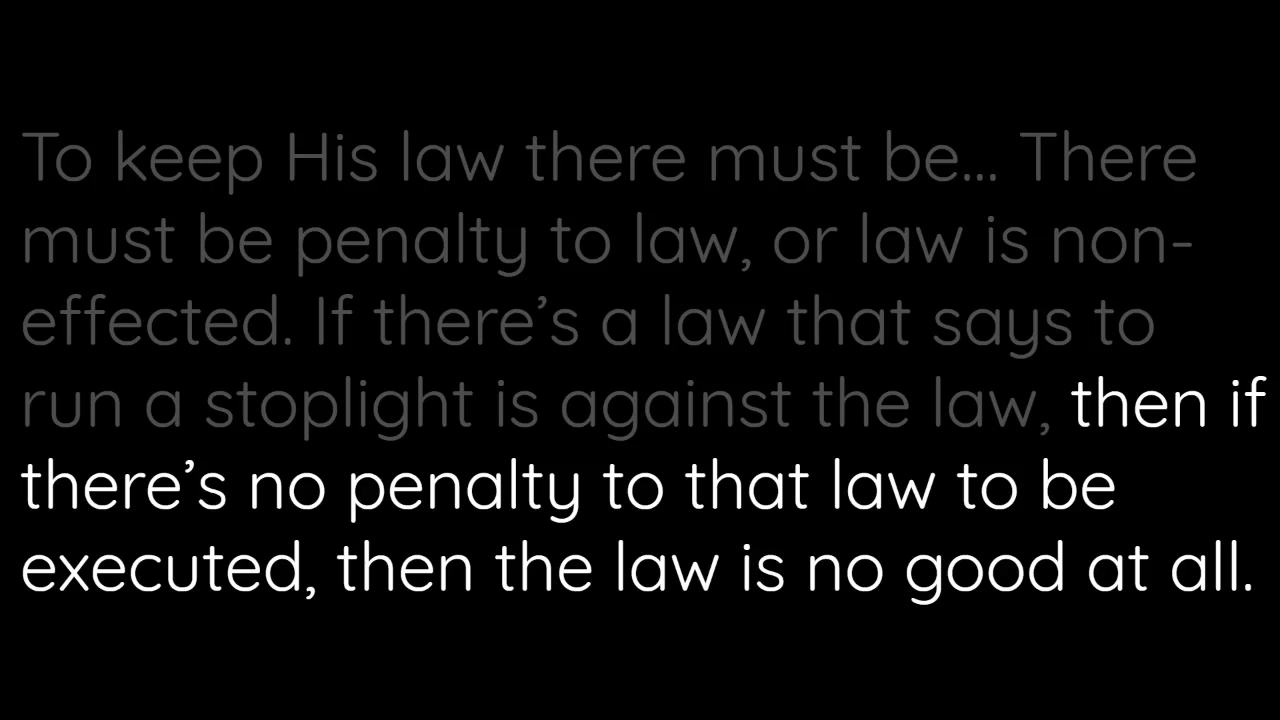 To keep His law there must be... There
must be penalty to law, or law is non-
effected. If there’s a law that says to
run a stoplight is against the law, then if
there’s no penalty to that law to be
executed, then the law is no good at all.